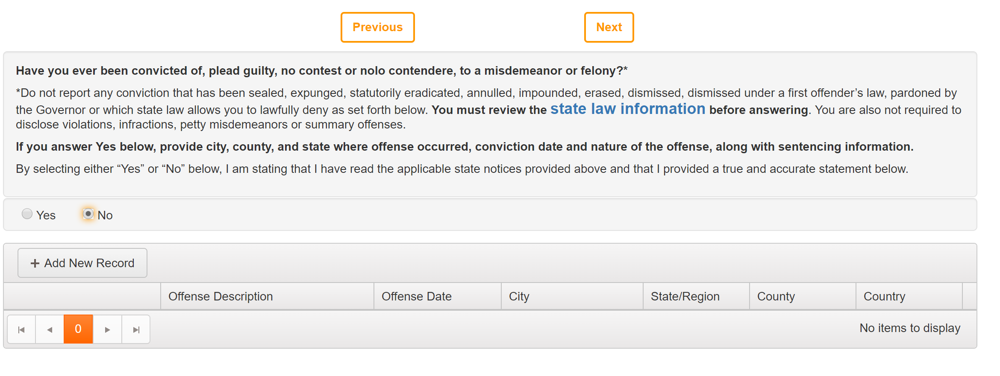 Previous Next
Have you ever been convicted of, plead guilty, no contest or nolo contendere, to a misdemeanor or felony?*
*Do not report any conviction that has been sealed, expunged, statutorily eradicated, annulled, impounded, erased, dismissed, dismissed under a first offender’s law, pardoned by
the Governor or which state law allows you to lawfully deny as set forth below. You must review the state law information before answering. You are also not required to
disclose violations, infractions, petty misdemeanors or summary offenses.
If you answer Yes below, provide city, county, and state where offense occurred, conviction date and nature of the offense, along with sentencing information.
By selecting either “Yes” or “No” below, I am stating that I have read the applicable state notices provided above and that I provided a true and accurate statement below.
Yes No
+ Add New Record
Offense Description Offense Date City State/Region County Country
0 No items to display